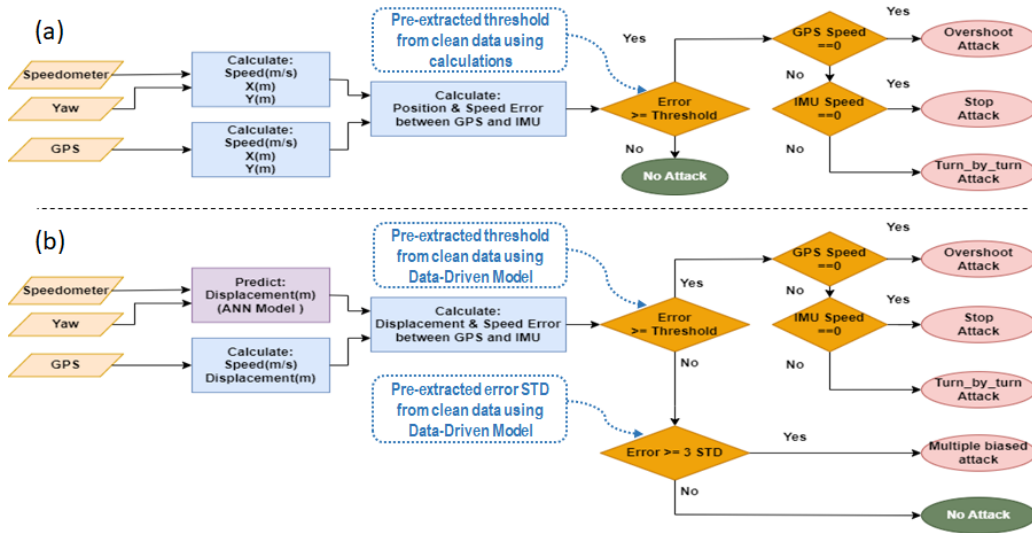 (a)
Speedometer
Yaw
GPS
Calculate:
Speed(m/s)
X(m)
Y(m)
Calculate:
Speed(m/s)
X(m)
Y(m)
Calculate:
Position & Speed Error
between GPS and IMU
Pre-extracted threshold
from clean data using
calculations
Error
>= Threshold
Yes
No
No Attack
GPS Speed
==0
Yes
No
Overshoot
Attack
IMU Speed
==0
Yes
No
Stop
Attack
Turn_by_turn
Attack
(b)
Speedometer
Yaw
GPS
Predict:
Displacement(m)
(ANN Model )
Calculate:
Speed(m/s)
Displacement(m)
Calculate:
Displacement & Speed Error
between GPS and IMU
Pre-extracted threshold
from clean data using
Data-Driven Model
Error
>= Threshold
Yes
No
GPS Speed
==0
Yes
No
Overshoot
Attack
IMU Speed
==0
Yes
No
Stop
Attack
Turn_by_turn
Attack
Pre-extracted error STD
from clean data using
Data-Driven Model
Error >= 3 STD
Yes
No
Multiple biased
attack
No Attack